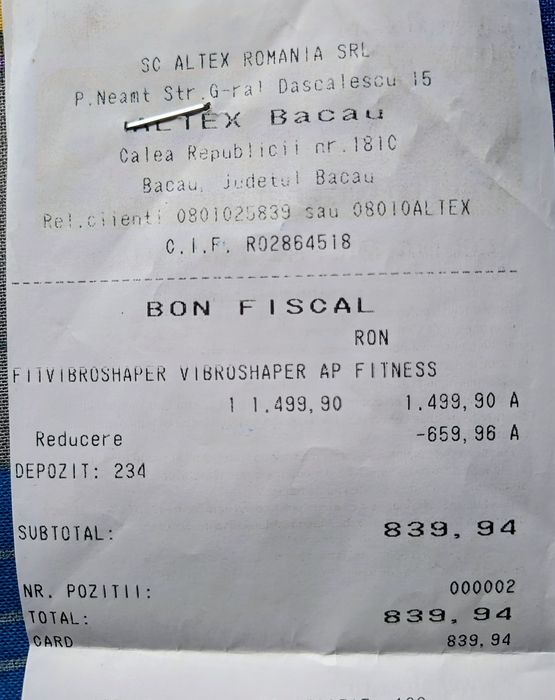 SC ALTEX ROMANIA SRL
P.Neamt Str.G-ral Dascalescu 15
ALTEX Bacau
Calea Republicii nr.181C
Bacau, judetul Bacau
Rel.clienti 0801025839 sau 08010ALTEX
C.I.F. RO2864518
BON FISCAL
RON
FITVIBROSHAPER VIBROSHAPER AP FITNESS
1 1.499,90 1.499,90 A
Reducere -659,96 A
DEPOZIT: 234
SUBTOTAL: 839,94
NR. POZITII: 000002
TOTAL: 839,94
CARD 839,94